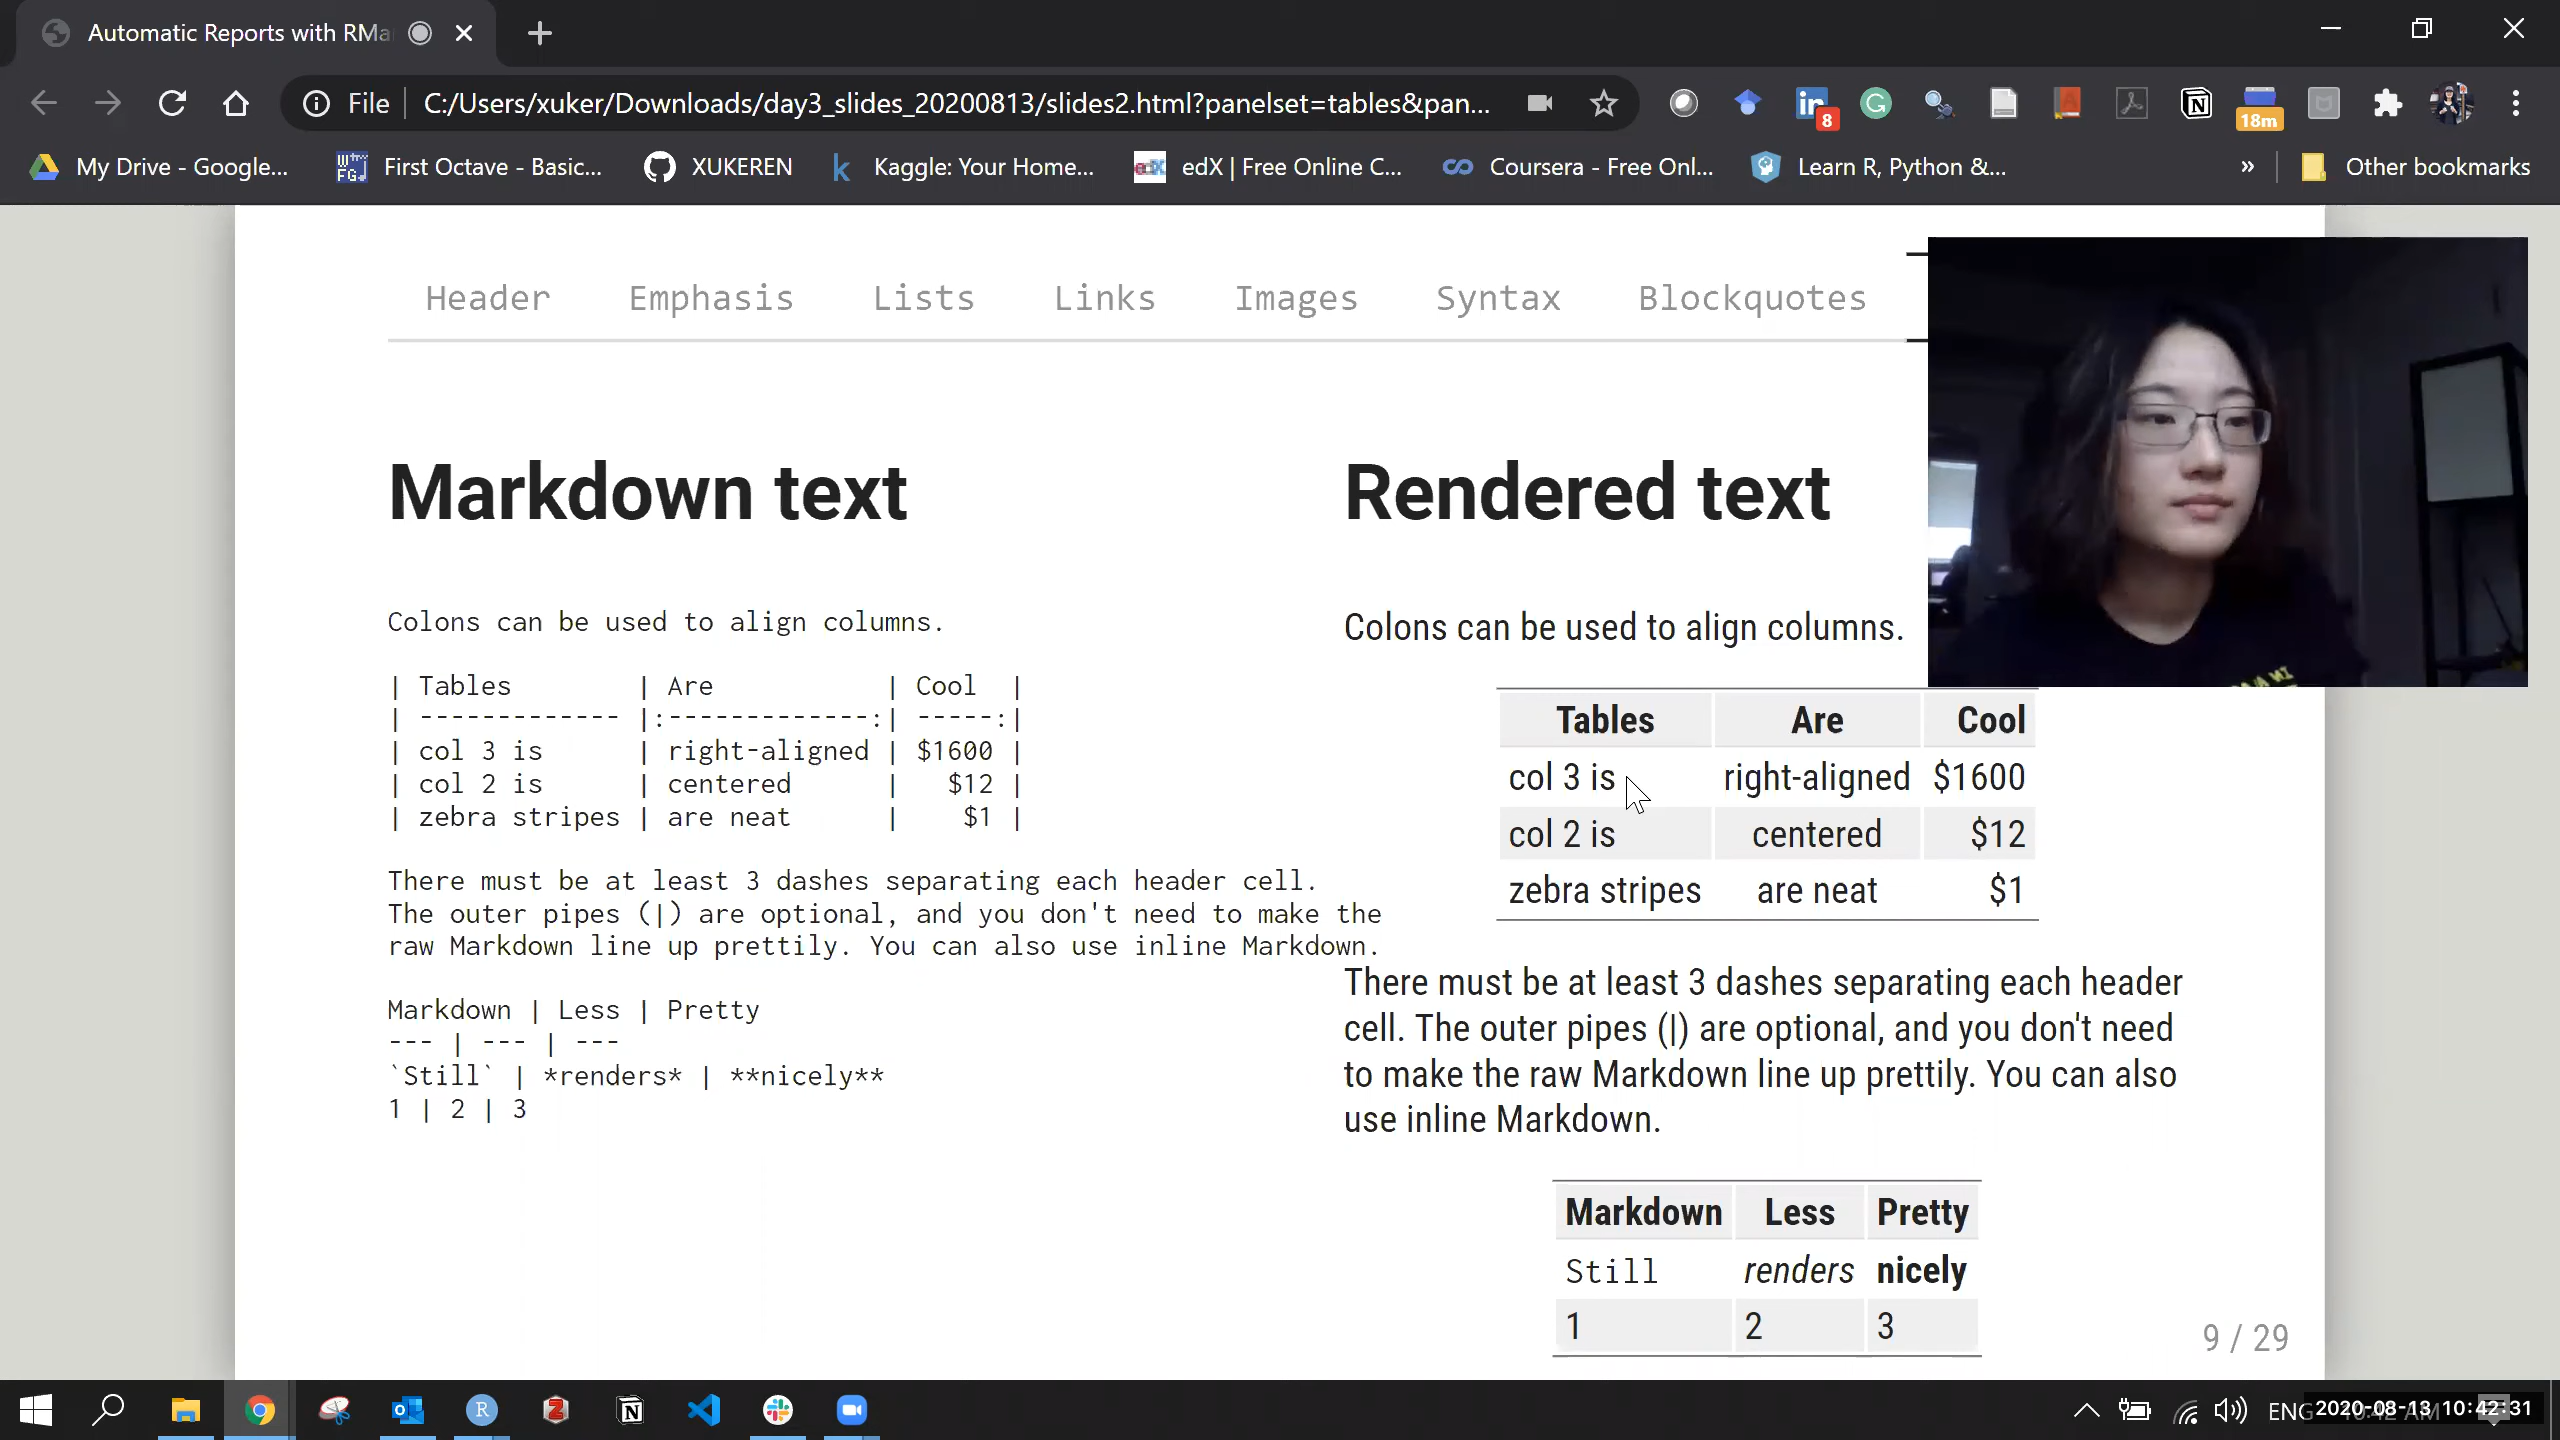 Automatic Reports with RMa
File
C:/Users/xuker/Downloads/day3_slides_20200813/slides2.html?panelset=tables&pan...
8
18m
My Drive - Google...
First Octave - Basic...
XUKEREN
Kaggle: Your Home...
edX | Free Online C...
Coursera - Free Onl...
Learn R, Python &...
»
Other bookmarks
Header
Emphasis
Lists
Links
Images
Syntax
Blockquotes
Markdown text
Colons can be used to align columns.
| Tables        | Are           | Cool  |
| ------------- |:-------------:| -----:|
| col 3 is      | right-aligned | $1600 |
| col 2 is      | centered      |   $12 |
| zebra stripes | are neat      |    $1 |
There must be at least 3 dashes separating each header cell.
The outer pipes (|) are optional, and you don't need to make the
raw Markdown line up prettily. You can also use inline Markdown.
Markdown | Less | Pretty
--- | --- | ---
`Still` | *renders* | **nicely**
1 | 2 | 3
Rendered text
Colons can be used to align columns.
Tables Are Cool
col 3 is right-aligned $1600
col 2 is centered $12
zebra stripes are neat $1
There must be at least 3 dashes separating each header
cell. The outer pipes (|) are optional, and you don't need
to make the raw Markdown line up prettily. You can also
use inline Markdown.
Markdown Less Pretty
Still renders nicely
1 2 3
9 / 29
ENG
2020-08-13 10:42:31